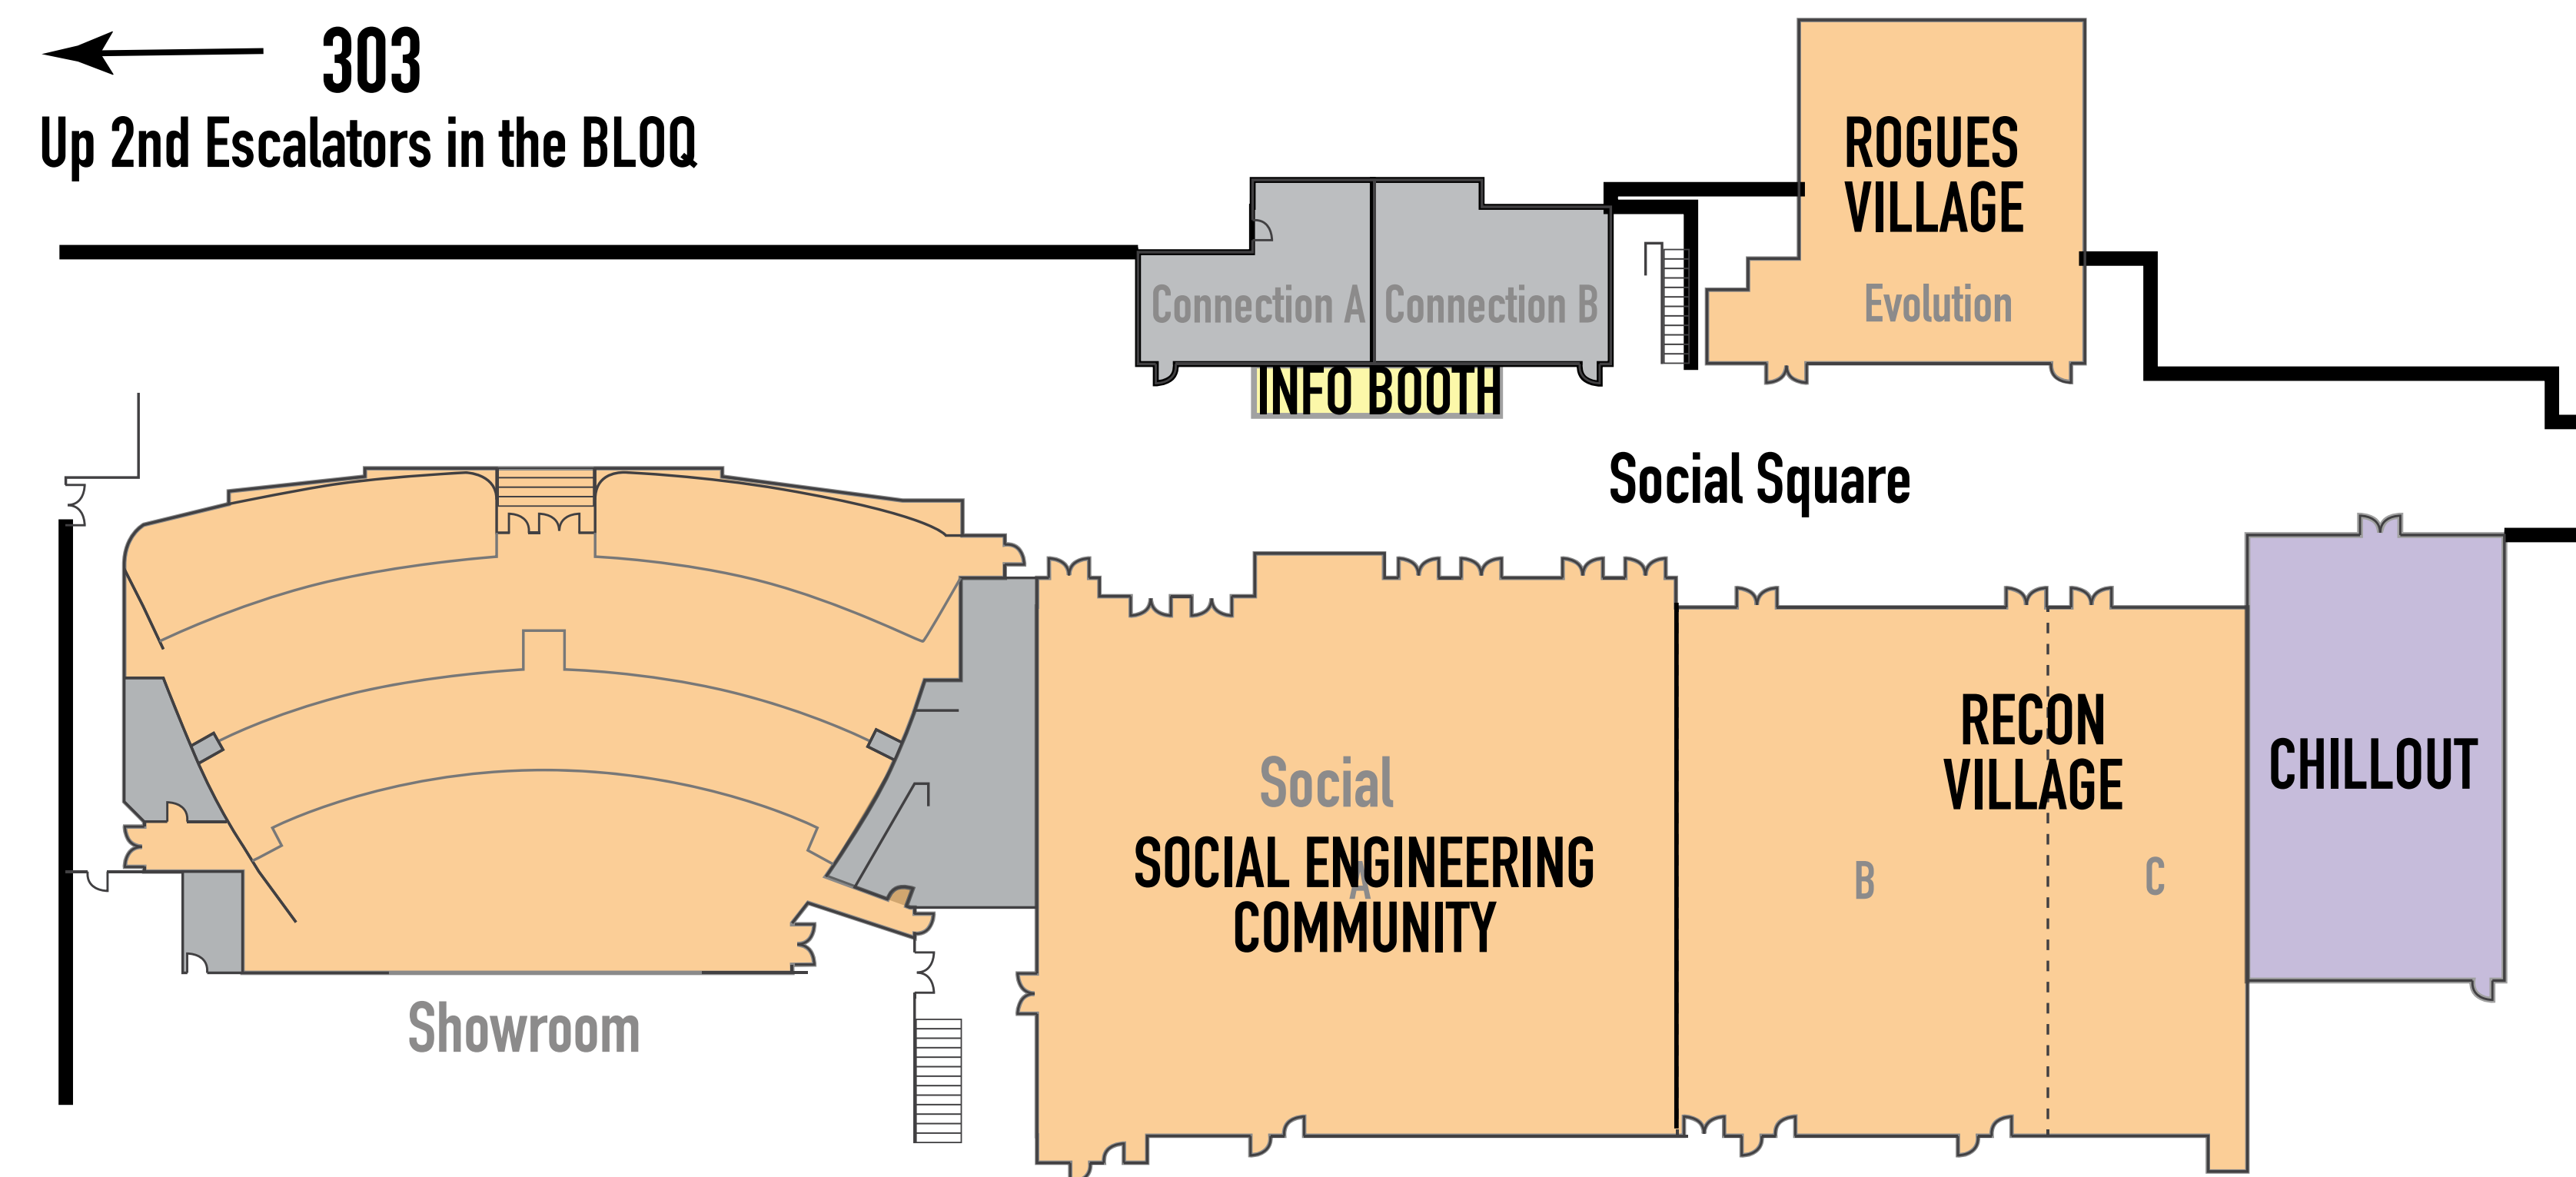 303
Up 2nd Escalators in the BLOQ
ROGUES
VILLAGE
Evolution
Connection A
Connection B
INFO BOOTH
Social Square
Social
SOCIAL ENGINEERING
A
COMMUNITY
RECON
VILLAGE
B
C
CHILLOUT
Showroom